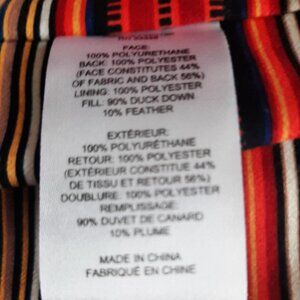 FACE:
100% POLYURETHANE
BACK: 100% POLYESTER
(FACE CONSTITUTES 44%
OF FABRIC AND BACK 56%)
LINING: 100% POLYESTER
FILL: 90% DUCK DOWN
10% FEATHER
EXTÉRIEUR:
100% POLYURÉTHANE
RETOUR: 100% POLYESTER
(EXTÉRIEUR CONSTITUE 44%
DE TISSU ET RETOUR 56%)
DOUBLURE: 100% POLYESTER
REMPLISSAGE:
90% DUVET DE CANARD
10% PLUME
MADE IN CHINA
FABRIQUÉ EN CHINE